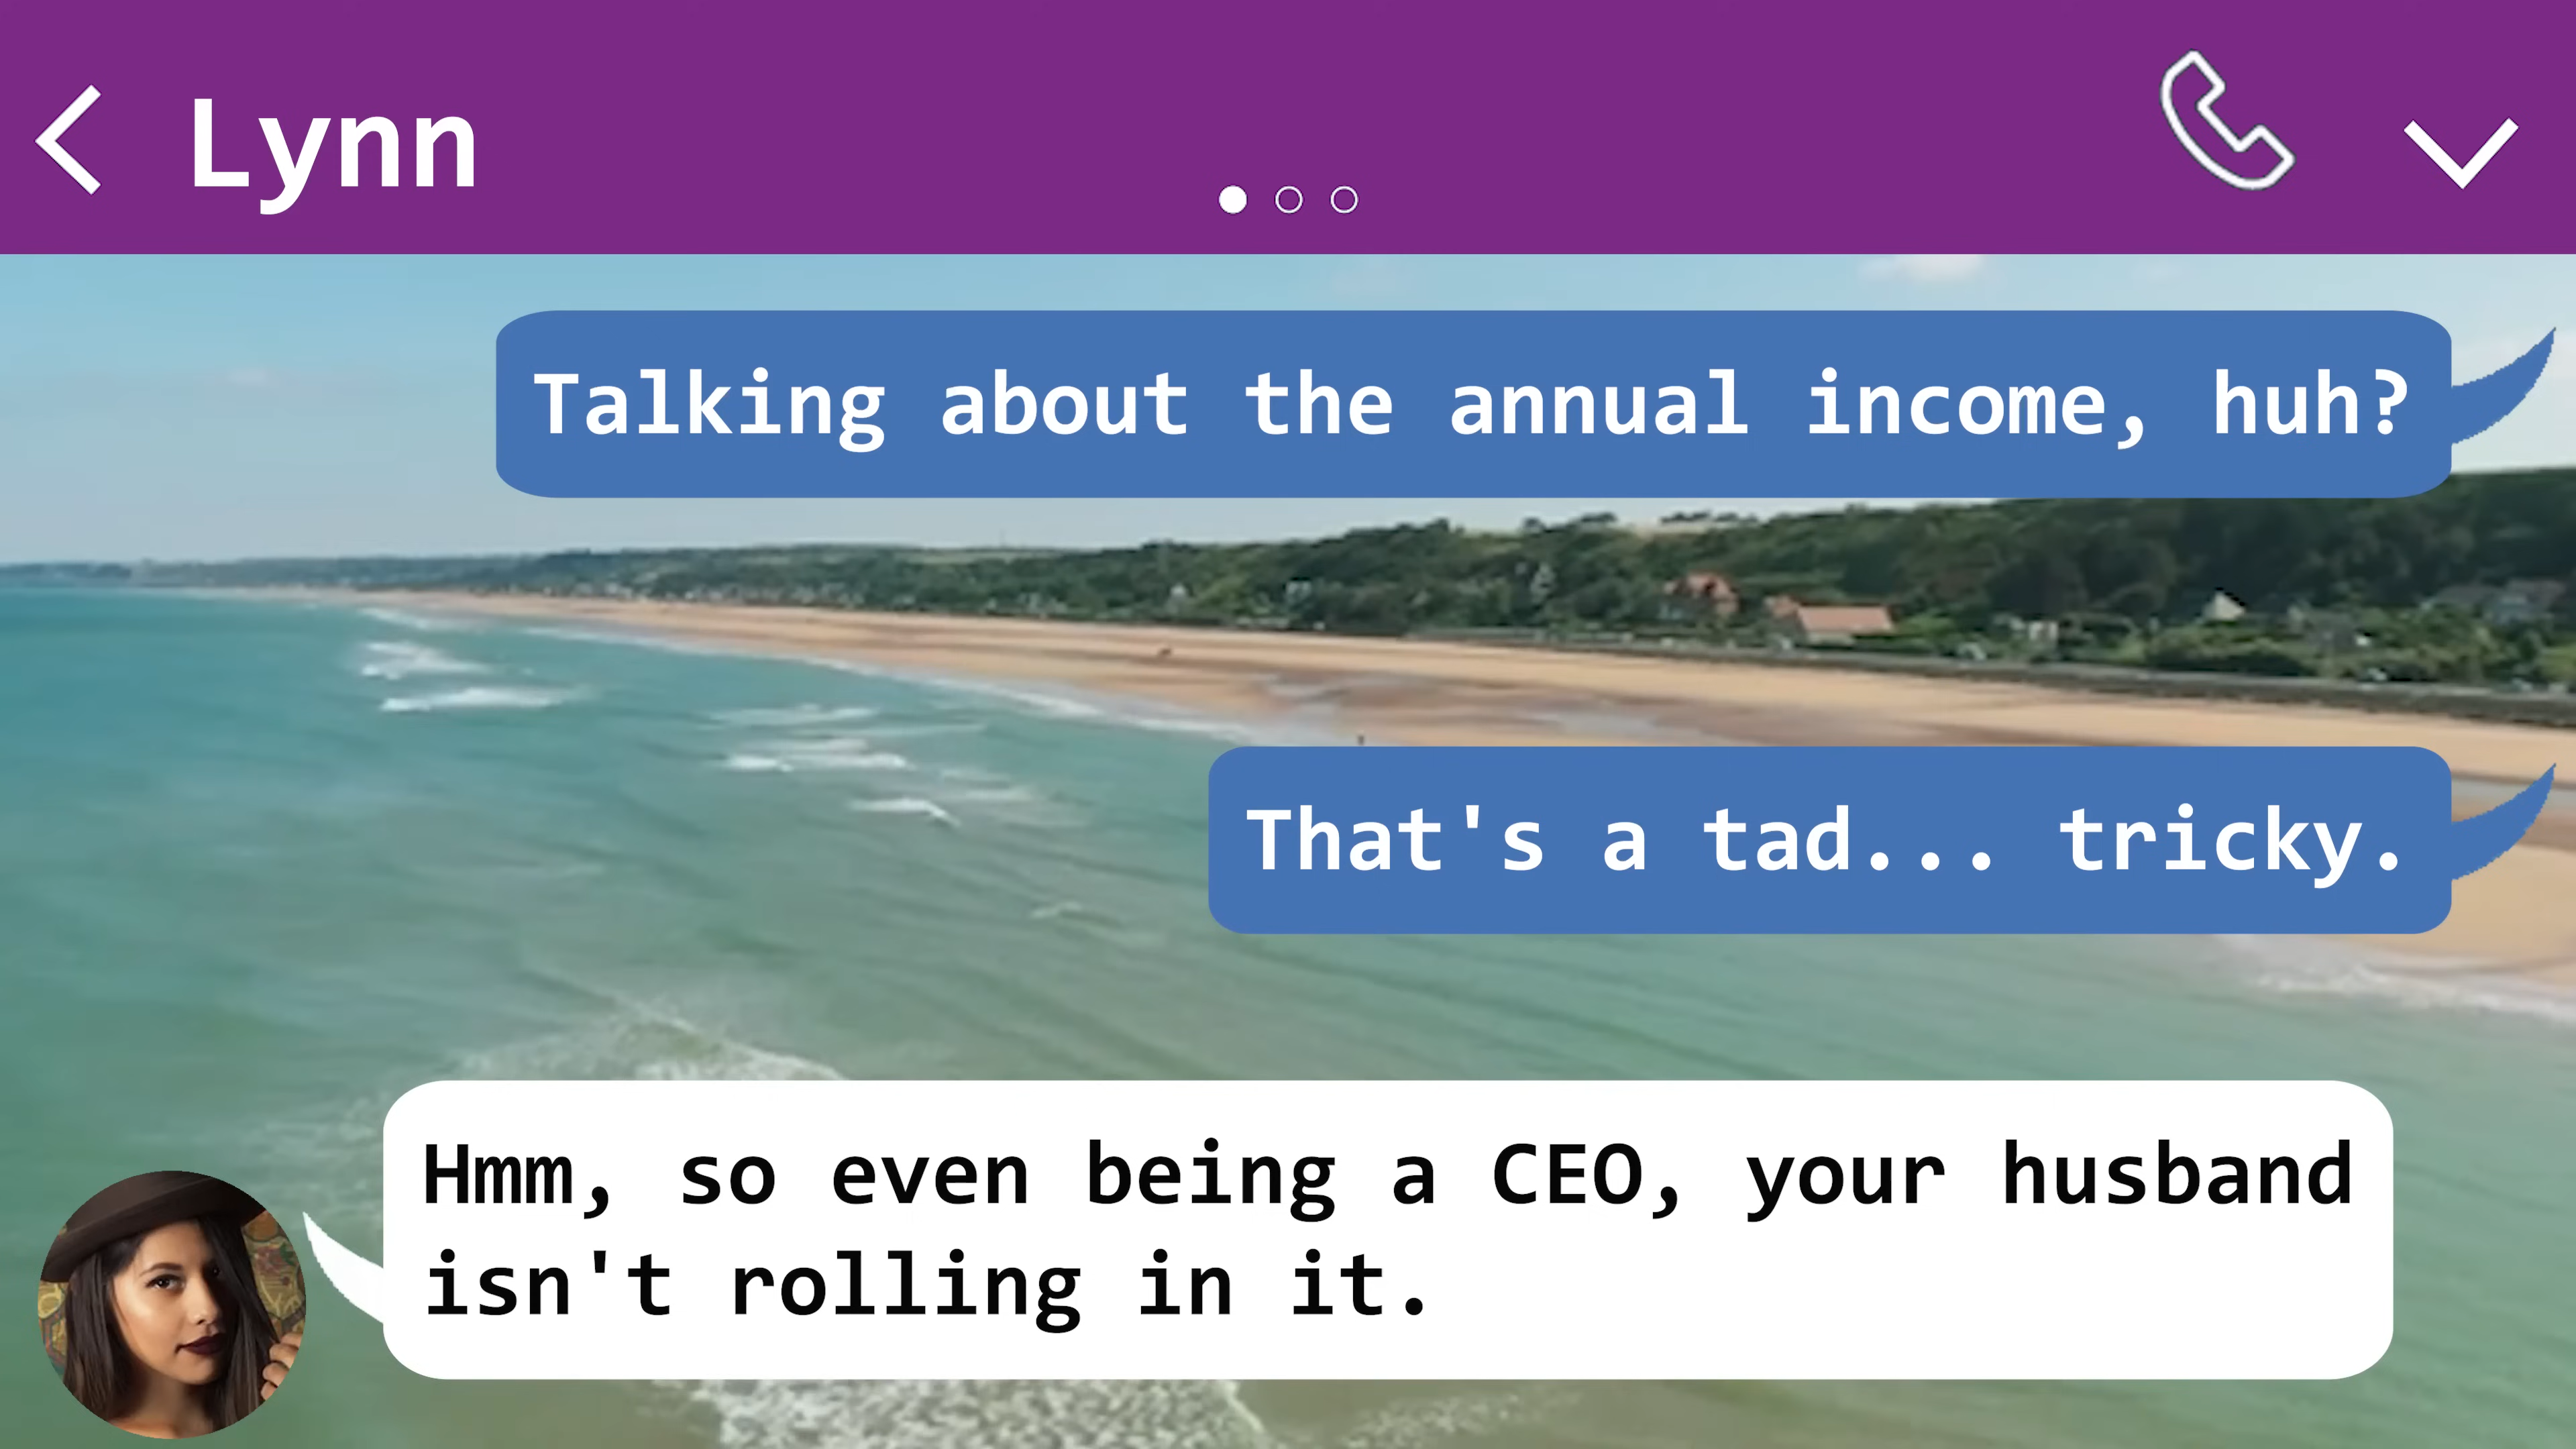 Lynn
Talking about the annual income, huh?
That's a tad... tricky.
Hmm, so even being a CEO, your husband
isn't rolling in it.